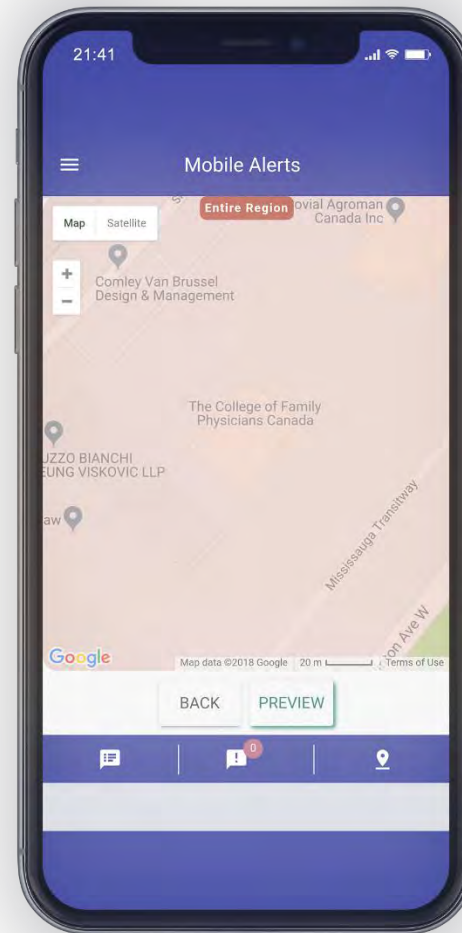 21:41
Mobile Alerts
Entire Region
ovial Agroman
Canada Inc
Map Satellite
+
Comley Van Brussel
Design & Management
−
The College of Family
Physicians Canada
UZZO BIANCHI
EUNG VISKOVIC LLP
aw
Mississauga Transitway
on Ave W
Google
Map data ©2018 Google 20 m Terms of Use
BACK PREVIEW
0